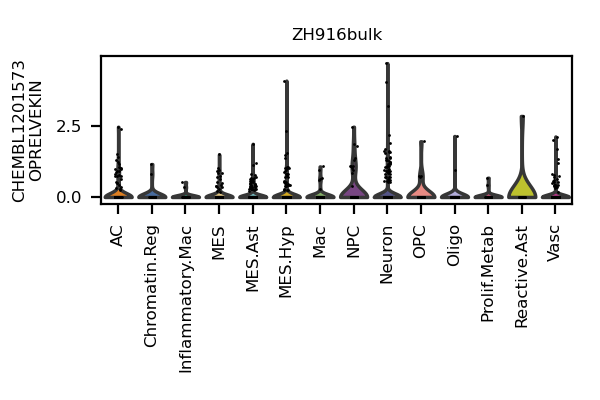 ZH916bulk
CHEMBL1201573
OPRELVEKIN
2.5
0.0
AC
Chromatin.Reg
Inflammatory.Mac
MES
MES.Ast
MES.Hyp
Mac
NPC
Neuron
OPC
Oligo
Prolif.Metab
Reactive.Ast
Vasc